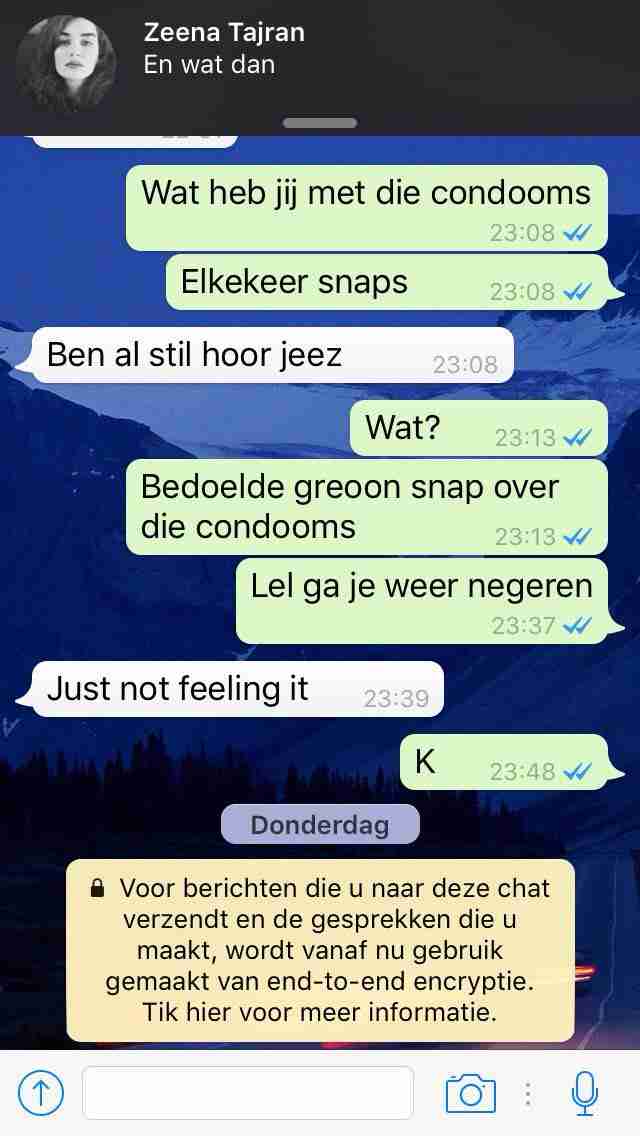 Zeena Tajran
En wat dan
Wat heb jij met die condooms
23:08
Elkekeer snaps
23:08
Ben al stil hoor jeez
23:08
Wat?
23:13
Bedoelde greoon snap over
die condooms
23:13
Lel ga je weer negeren
23:37
Just not feeling it
23:39
K
23:48
Donderdag
Voor berichten die u naar deze chat
verzendt en de gesprekken die u
maakt, wordt vanaf nu gebruik
gemaakt van end-to-end encryptie.
Tik hier voor meer informatie.